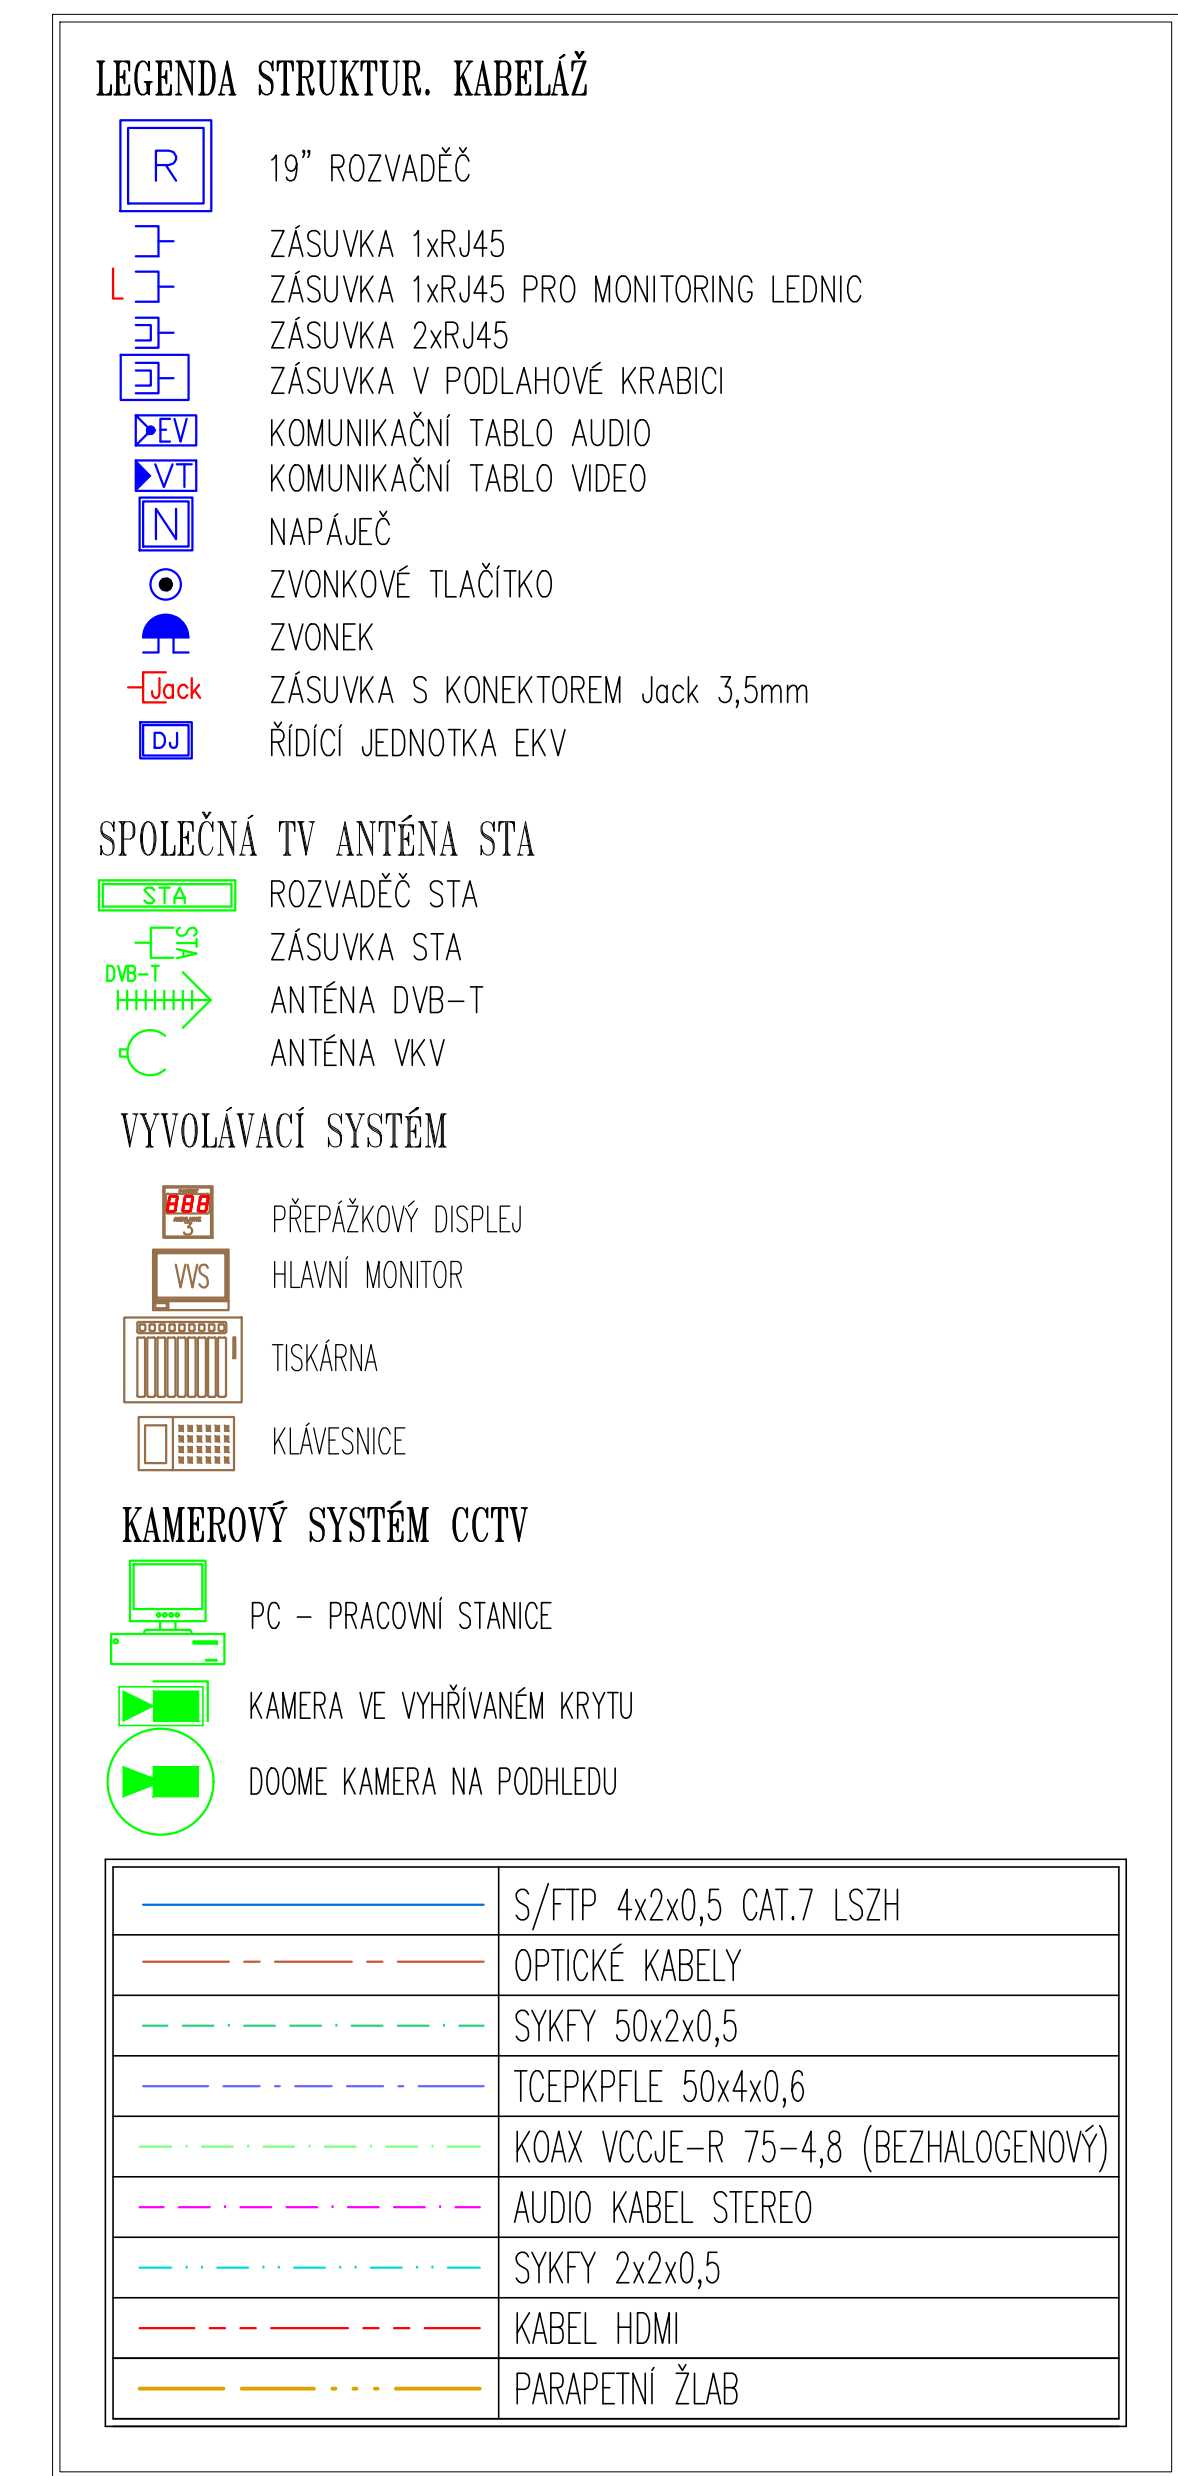 LEGENDA STRUKTUR. KABELÁŽ
R 19" ROZVADĚČ
ZÁSUVKA 1xRJ45
L ZÁSUVKA 1xRJ45 PRO MONITORING LEDNIC
ZÁSUVKA 2xRJ45
ZÁSUVKA V PODLAHOVÉ KRABICI
EV KOMUNIKAČNÍ TABLO AUDIO
VT KOMUNIKAČNÍ TABLO VIDEO
N NAPÁJEČ
ZVONKOVÉ TLAČÍTKO
ZVONEK
Jack ZÁSUVKA S KONEKTOREM Jack 3,5mm
DJ ŘÍDÍCÍ JEDNOTKA EKV
SPOLEČNÁ TV ANTÉNA STA
STA ROZVADĚČ STA
STA ZÁSUVKA STA
DVB-T ANTÉNA DVB-T
ANTÉNA VKV
VYVOLÁVACÍ SYSTÉM
888
3
PŘEPÁŽKOVÝ DISPLEJ
VVS HLAVNÍ MONITOR
TISKÁRNA
KLÁVESNICE
KAMEROVÝ SYSTÉM CCTV
PC - PRACOVNÍ STANICE
KAMERA VE VYHŘÍVANÉM KRYTU
DOOME KAMERA NA PODHLEDU
S/FTP 4x2x0,5 CAT.7 LSZH
OPTICKÉ KABELY
SYKFY 50x2x0,5
TCEPKPFLE 50x4x0,6
KOAX VCCJE-R 75-4,8 (BEZHALOGENOVÝ)
AUDIO KABEL STEREO
SYKFY 2x2x0,5
KABEL HDMI
PARAPETNÍ ŽLAB